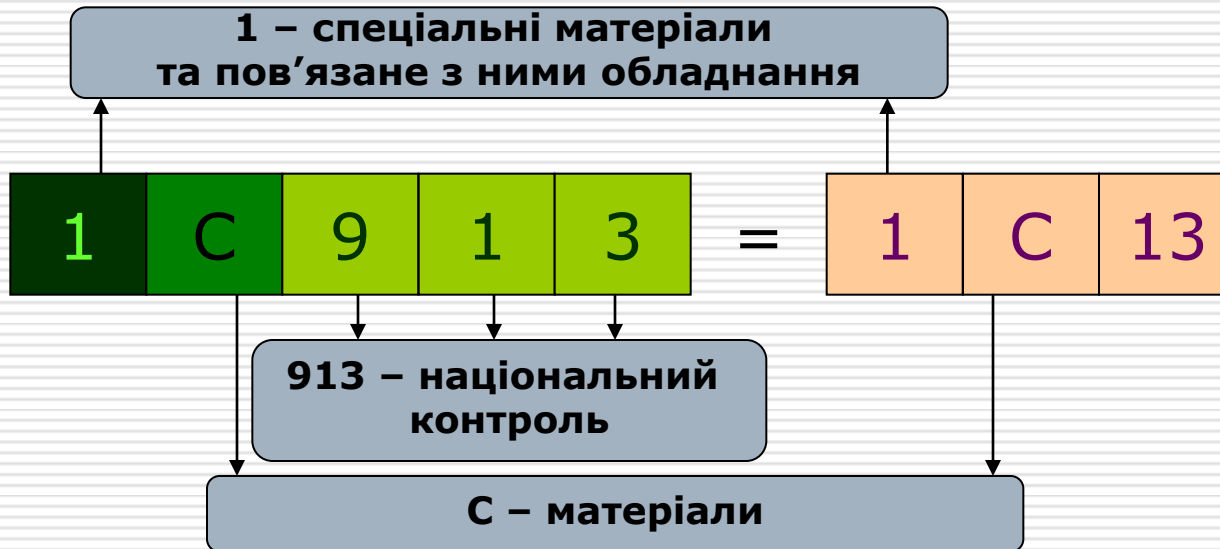 1 – спеціальні матеріали
та пов’язане з ними обладнання
1 С 9 1 3 = 1 С 13
913 – національний
контроль
С – матеріали